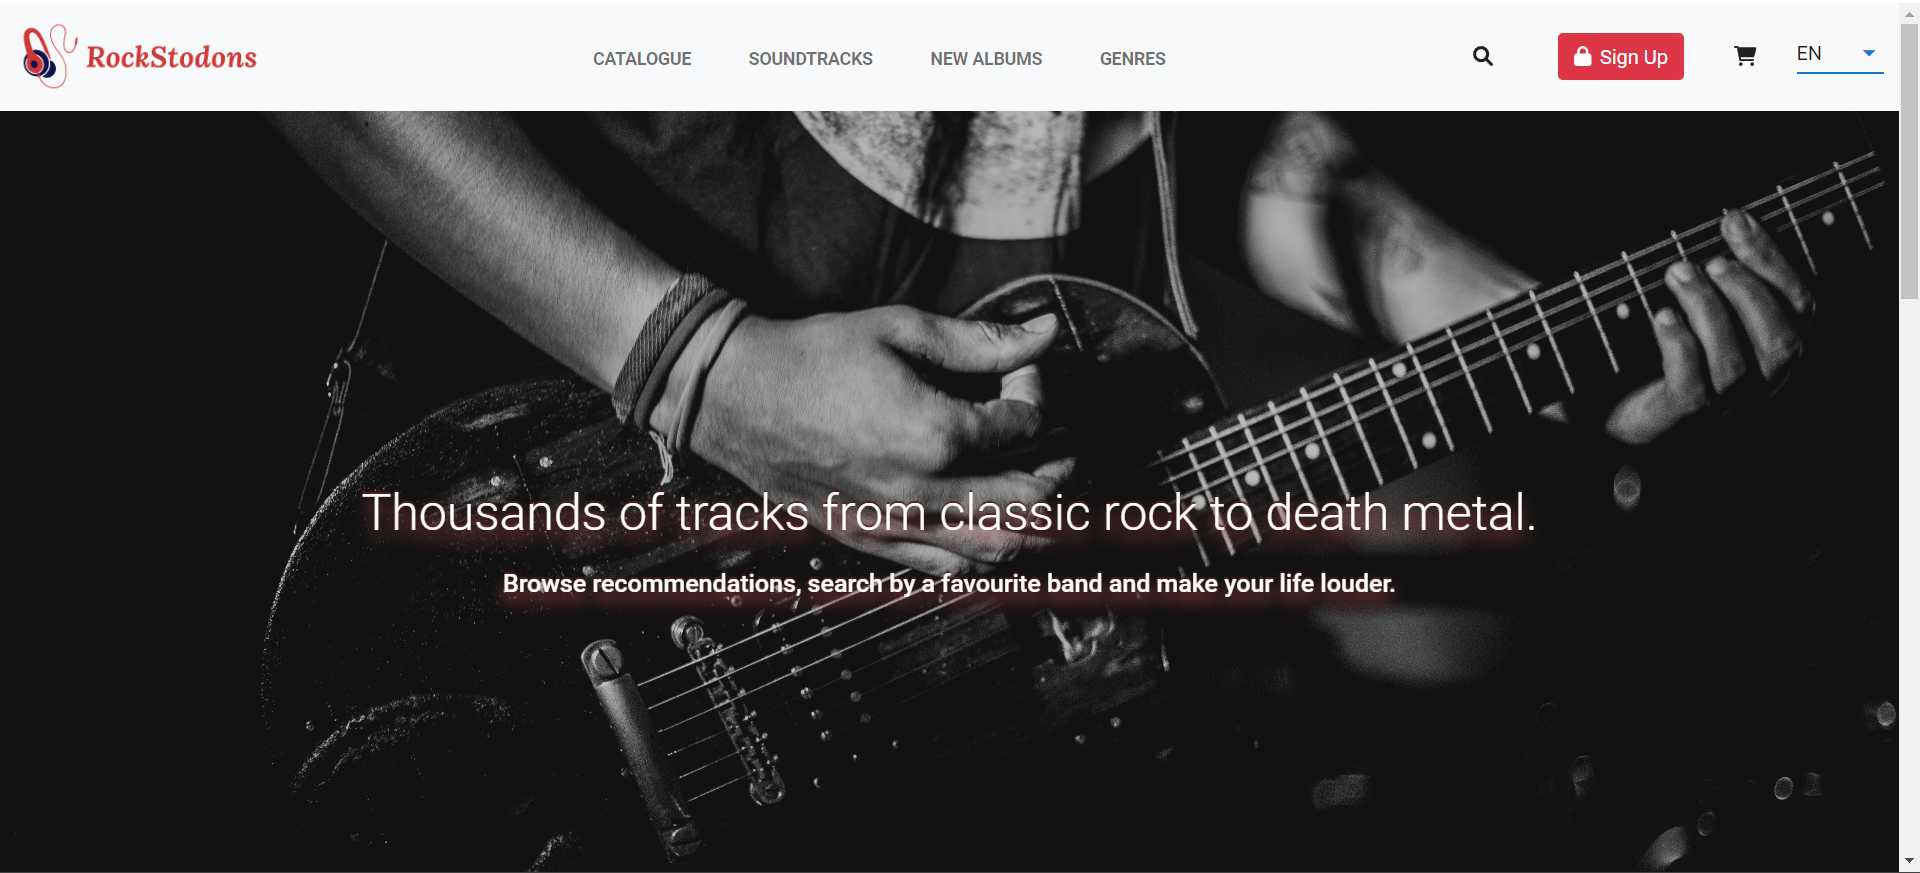 RockStodons
CATALOGUE SOUNDTRACKS NEW ALBUMS GENRES
Sign Up
EN
Thousands of tracks from classic rock to death metal.
Browse recommendations, search by a favourite band and make your life louder.